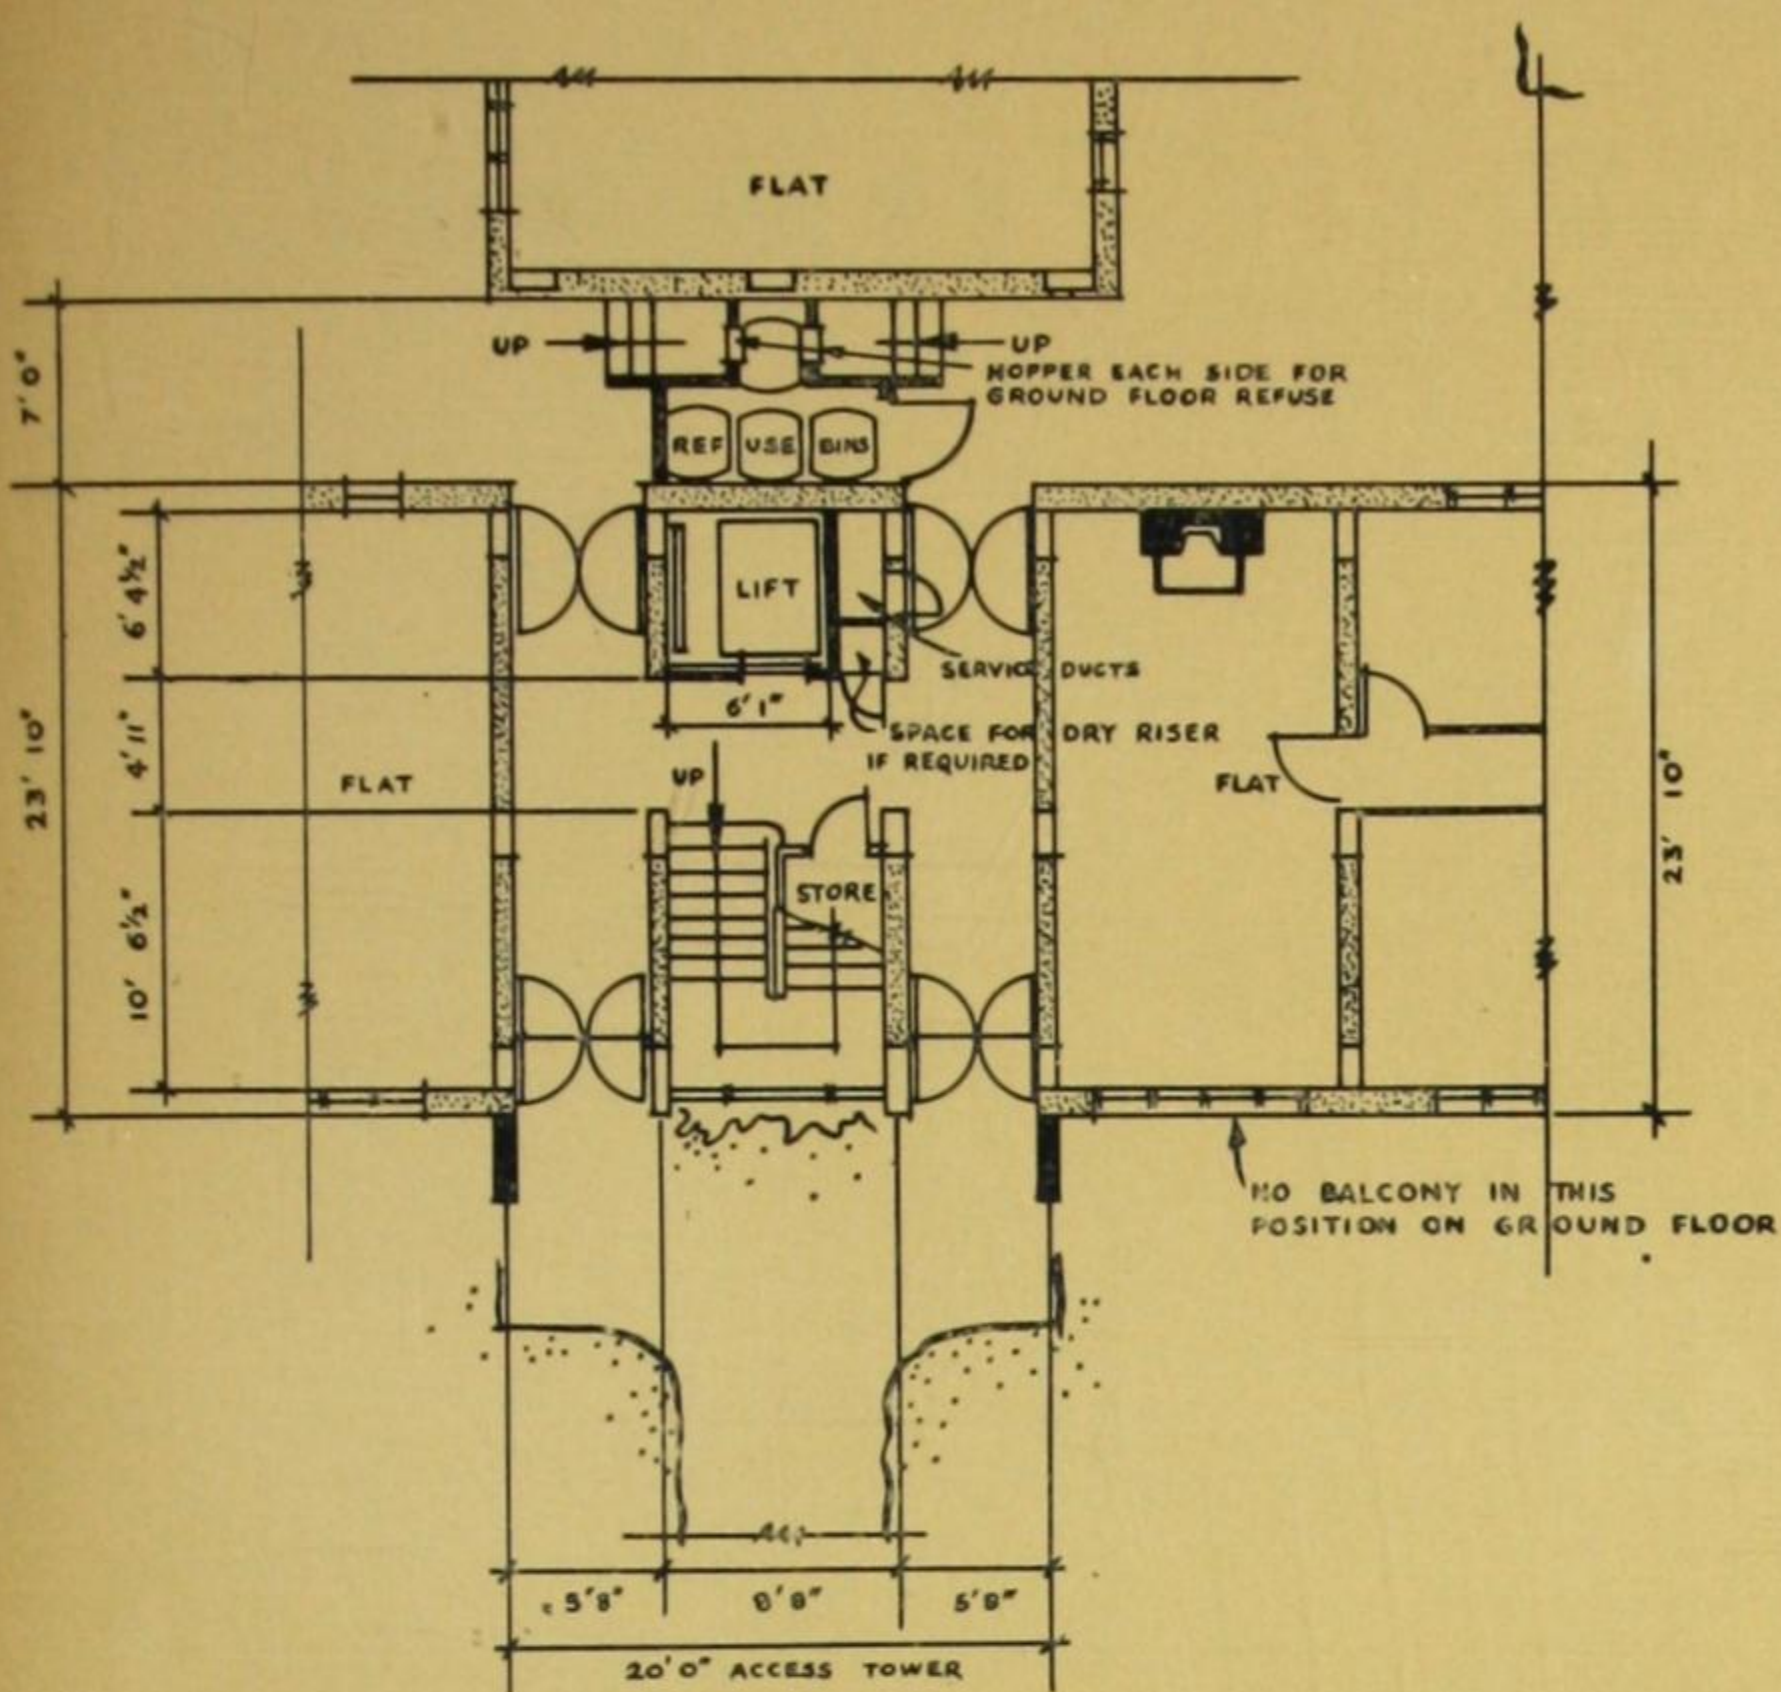 FLAT
UP
UP
HOPPER EACH SIDE FOR
GROUND FLOOR REFUSE
7' 0"
REF USE BINS
6' 4½"
LIFT
SERVICE DUCTS
6' 1"
SPACE FOR DRY RISER
IF REQUIRED
4' 11"
23' 10"
FLAT
UP
FLAT
23' 10"
STORE
10' 6½"
NO BALCONY IN THIS
POSITION ON GROUND FLOOR
5'8" 8'8" 5'8"
20' 0" ACCESS TOWER